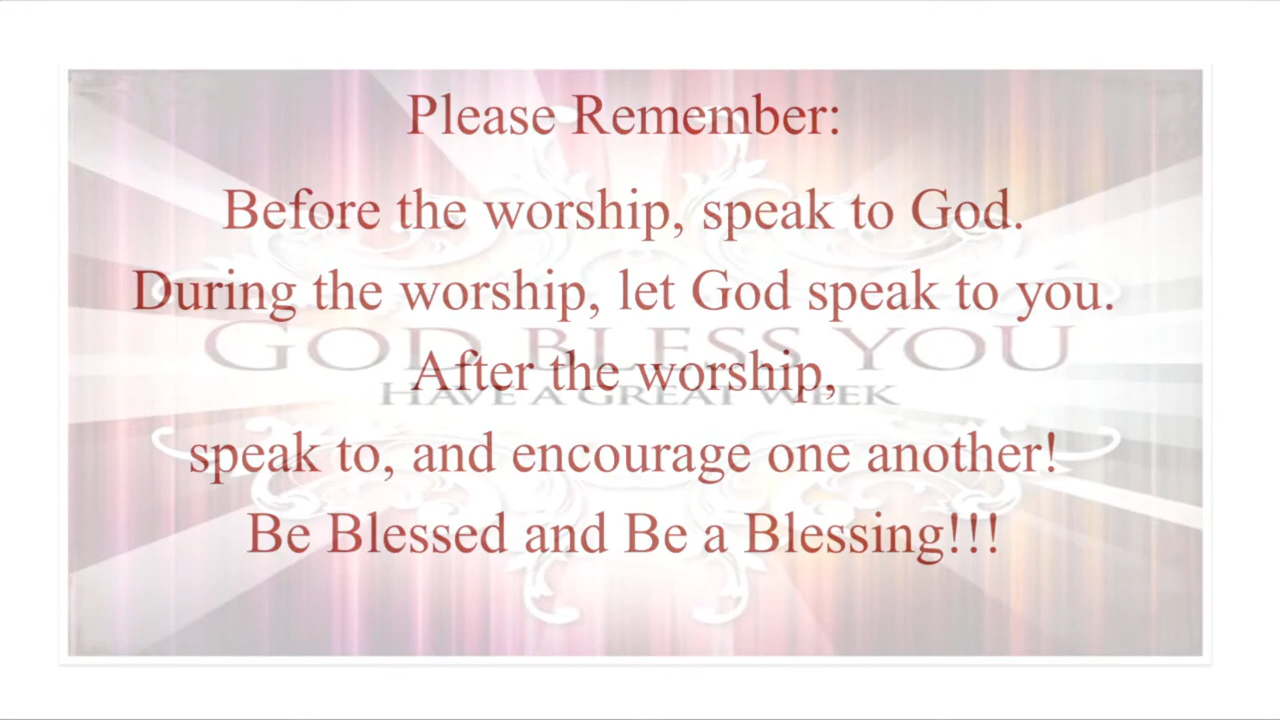 Please Remember:
Before the worship, speak to God.
During the worship, let God speak to you.
GOD BLESS YOU
After the worship,
HAVE A GREAT WEEK
speak to, and encourage one another!
Be Blessed and Be a Blessing!!!